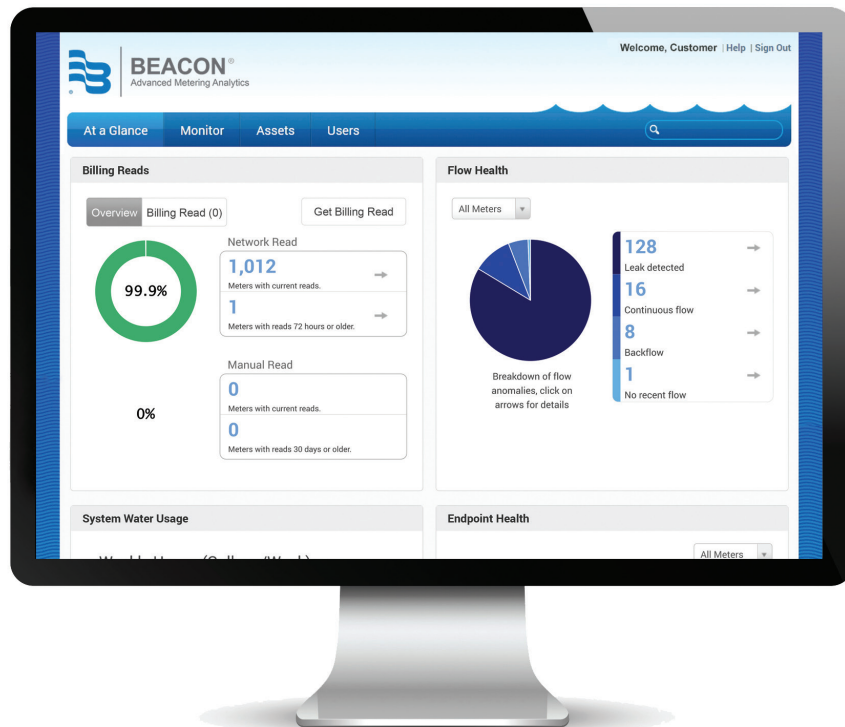 Welcome, Customer | Help | Sign Out
BEACON®
Advanced Metering Analytics
At a Glance Monitor Assets Users
Billing Reads
Overview Billing Read (0) Get Billing Read
99.9%
Network Read
1,012
Meters with current reads.
1
Meters with reads 72 hours or older.
0%
Manual Read
0
Meters with current reads.
0
Meters with reads 30 days or older.
Flow Health
All Meters
Breakdown of flow
anomalies, click on
arrows for details
128
Leak detected
16
Continuous flow
8
Backflow
1
No recent flow
System Water Usage
Endpoint Health
All Meters